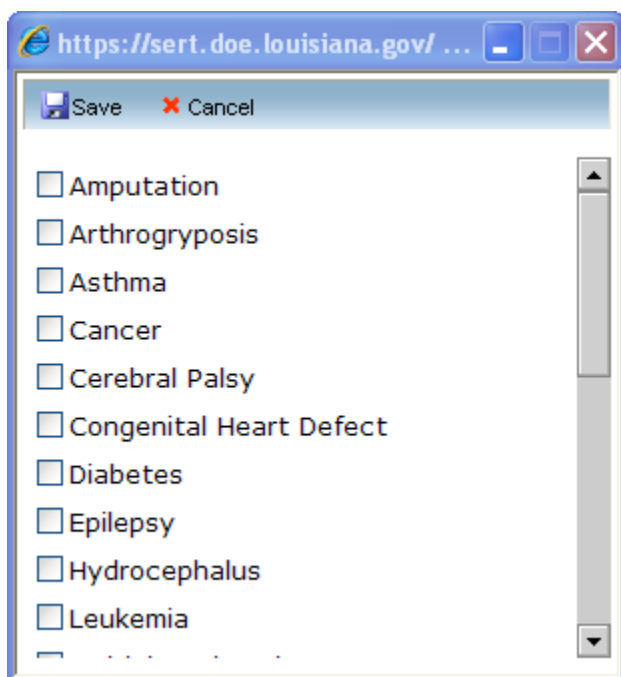 https://sert.doe.louisiana.gov/ ...
Save Cancel
Amputation
Arthrogryposis
Asthma
Cancer
Cerebral Palsy
Congenital Heart Defect
Diabetes
Epilepsy
Hydrocephalus
Leukemia